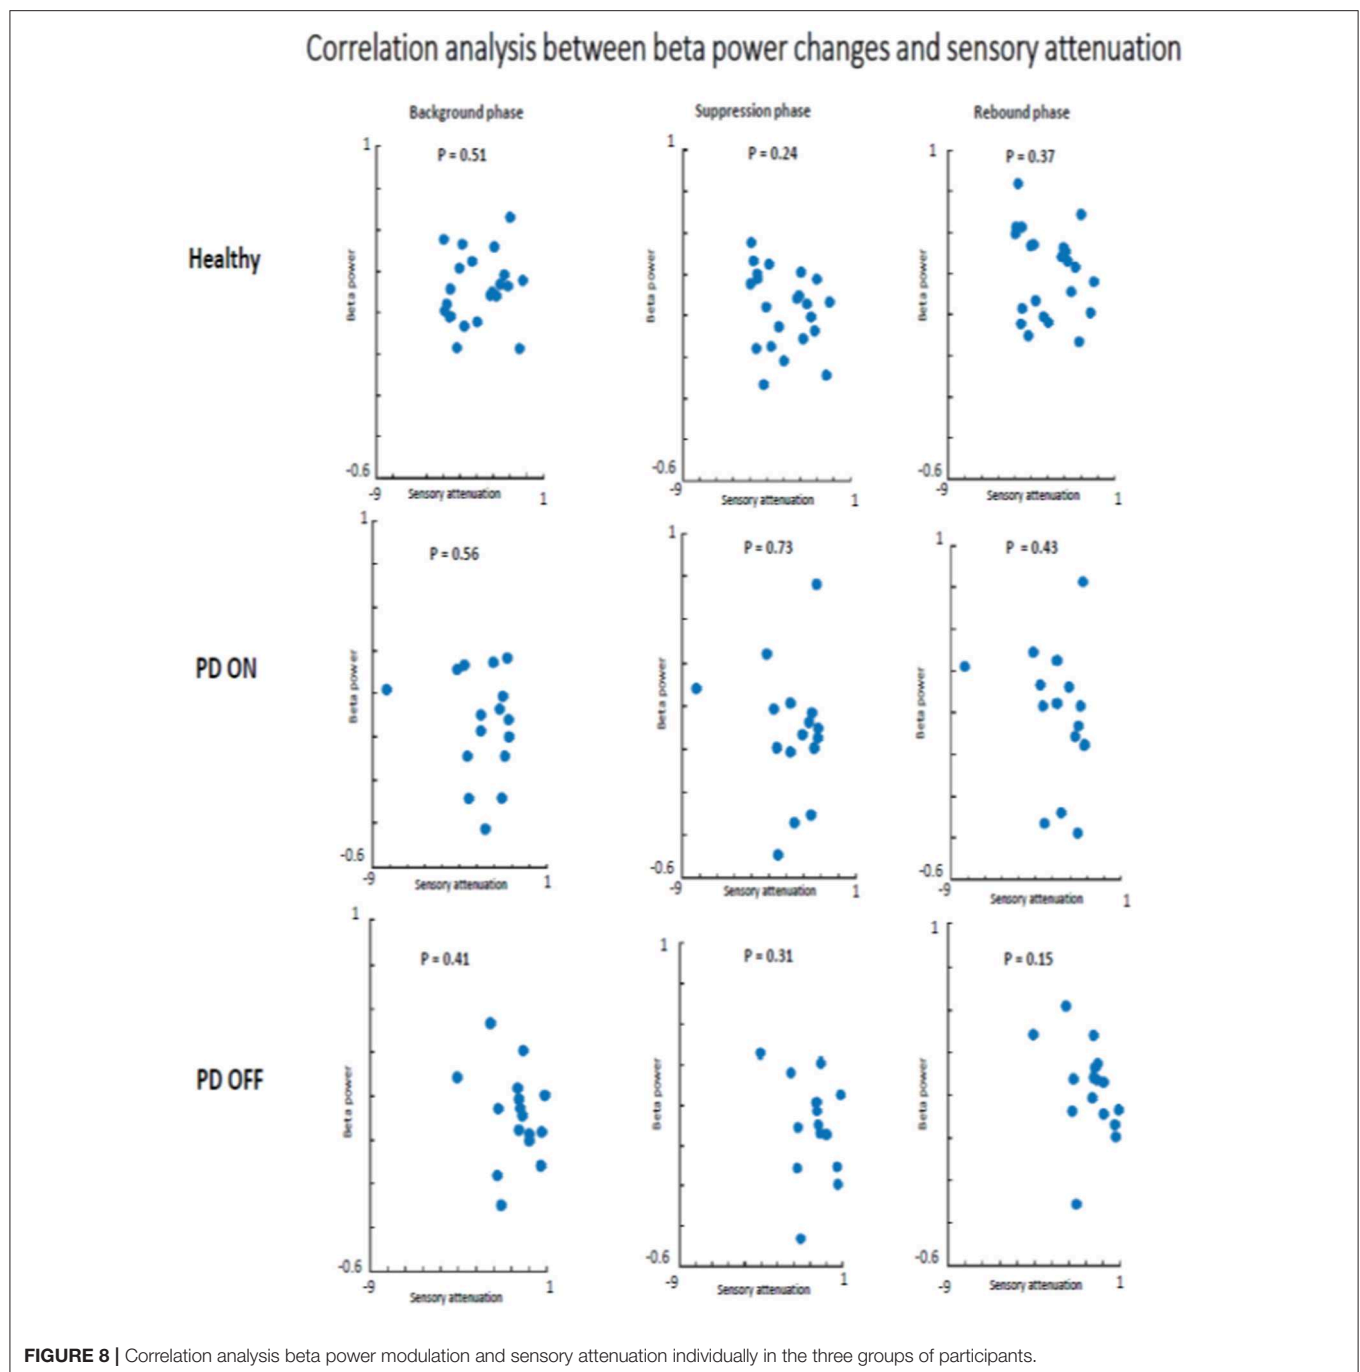 Correlation analysis between beta power changes and sensory attenuation
Background phase
Suppression phase
Rebound phase
Healthy
1
P = 0.51
Beta power
-0.6
-9
Sensory attenuation
1
1
P = 0.24
Beta power
-0.6
-9
Sensory attenuation
1
1
P = 0.37
Beta power
-0.6
-9
Sensory attenuation
1
PD ON
1
P = 0.56
Beta power
-0.6
-9
Sensory attenuation
1
1
P = 0.73
Beta power
-0.6
-9
Sensory attenuation
1
1
P = 0.43
Beta power
-0.6
-9
Sensory attenuation
1
PD OFF
1
P = 0.41
Beta power
-0.6
-9
Sensory attenuation
1
1
P = 0.31
Beta power
-0.6
-9
Sensory attenuation
1
1
P = 0.15
Beta power
-0.6
-9
Sensory attenuation
1
FIGURE 8 | Correlation analysis beta power modulation and sensory attenuation individually in the three groups of participants.